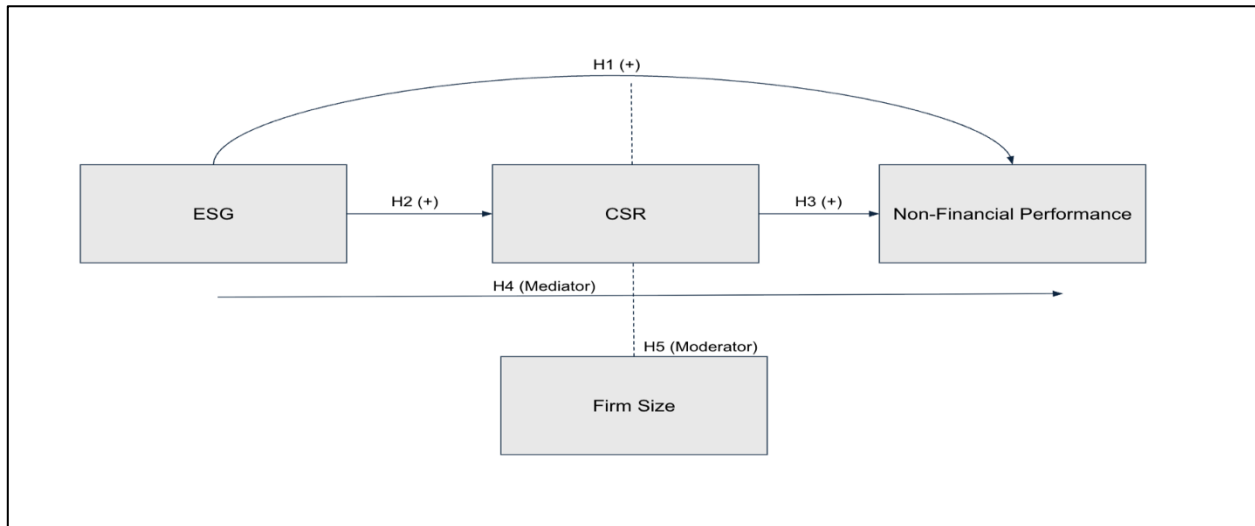 H1 (+)
ESG
H2 (+)
CSR
H3 (+)
Non-Financial Performance
H4 (Mediator)
H5 (Moderator)
Firm Size